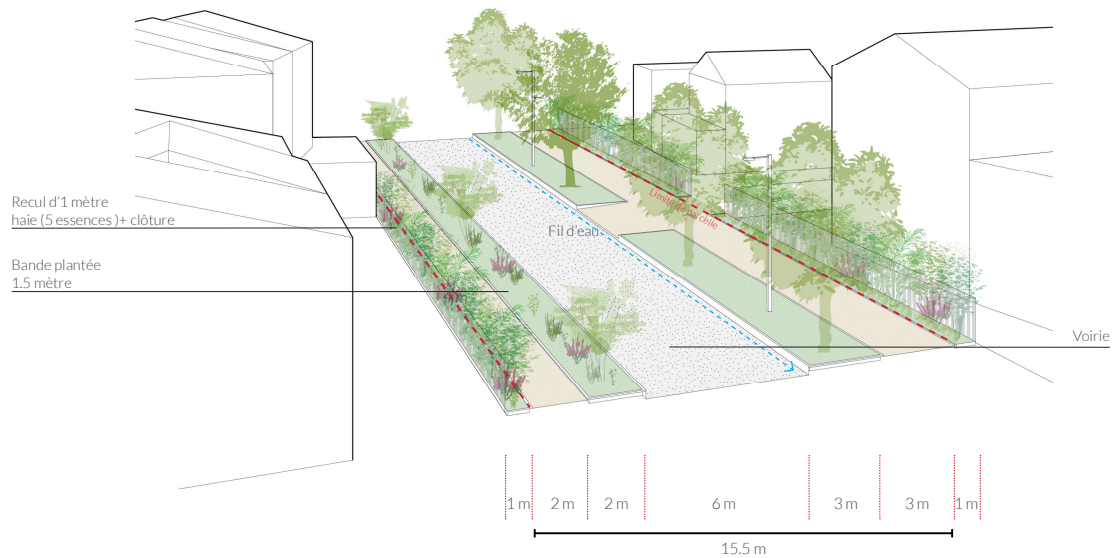 Recul d'1 mètre
haie (5 essences )+ clôture
Bande plantée
1.5 mètre
Limite de parcelle
Fil d'eau
Voirie
1 m
2 m
2 m
6 m
3 m
3 m
1 m
15.5 m